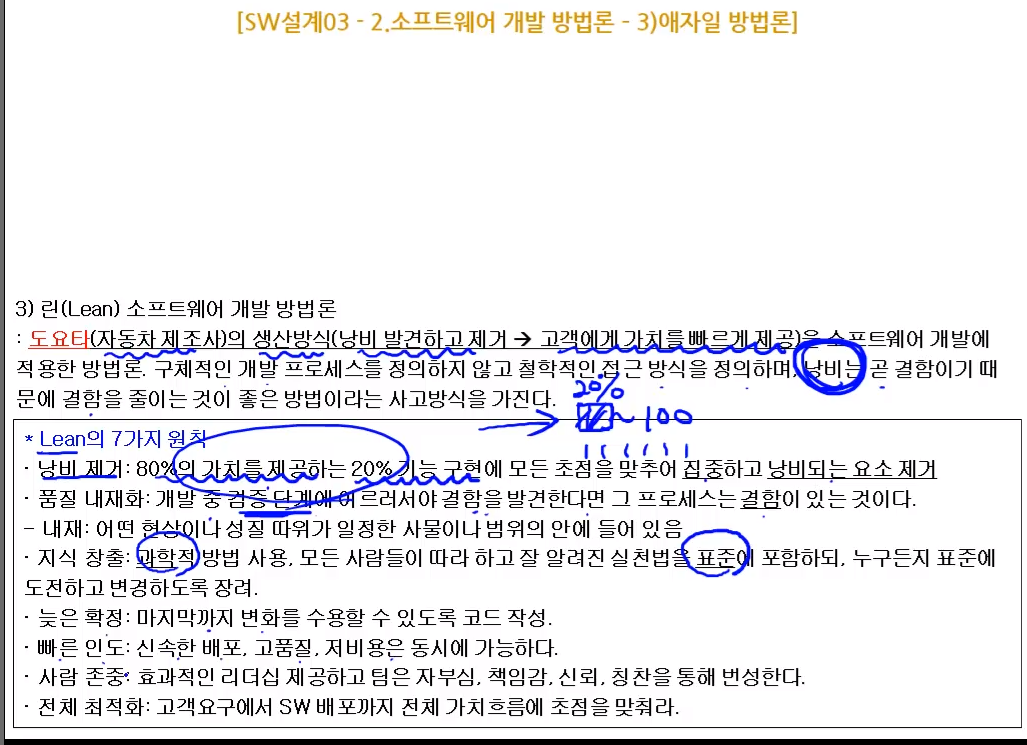 [SW설계03 - 2.소프트웨어 개발 방법론 - 3)애자일 방법론]
3) 린(Lean) 소프트웨어 개발 방법론
: 도요타(자동차 제조사)의 생산방식(낭비 발견하고 제거 → 고객에게 가치를 빠르게 제공)을 소프트웨어 개발에
적용한 방법론. 구체적인 개발 프로세스를 정의하지 않고 철학적인 접근 방식을 정의하며, 낭비는 곧 결함이기 때
문에 결함을 줄이는 것이 좋은 방법이라는 사고방식을 가진다.
20%
~100
* Lean의 7가지 원칙
· 낭비 제거: 80%의 가치를 제공하는 20% 기능 구현에 모든 초점을 맞추어 집중하고 낭비되는 요소 제거
· 품질 내재화: 개발 중 검증 단계에 이르러서야 결함을 발견한다면 그 프로세스는 결함이 있는 것이다.
- 내재: 어떤 현상이나 성질 따위가 일정한 사물이나 범위의 안에 들어 있음
· 지식 창출: 과학적 방법 사용, 모든 사람들이 따라 하고 잘 알려진 실천법을 표준에 포함하되, 누구든지 표준에
도전하고 변경하도록 장려.
· 늦은 확정: 마지막까지 변화를 수용할 수 있도록 코드 작성.
· 빠른 인도: 신속한 배포, 고품질, 저비용은 동시에 가능하다.
· 사람 존중: 효과적인 리더십 제공하고 팀은 자부심, 책임감, 신뢰, 칭찬을 통해 번성한다.
· 전체 최적화: 고객요구에서 SW 배포까지 전체 가치흐름에 초점을 맞춰라.